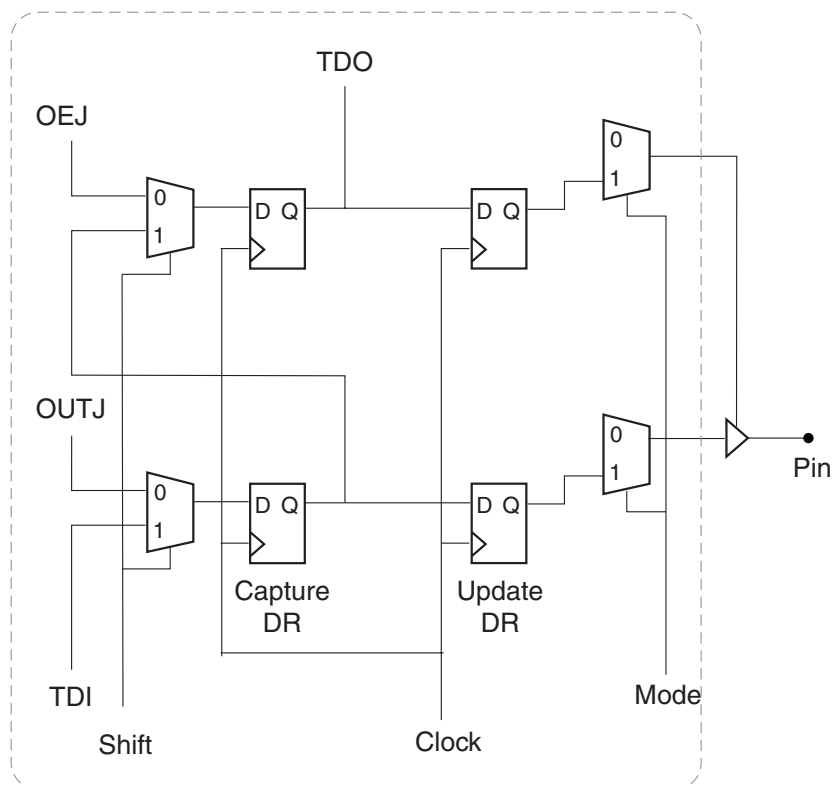 TDO
OEJ
0
1
D Q
D Q
0
1
OUTJ
0
1
D Q
D Q
0
1
Pin
Capture
DR
Update
DR
TDI
Mode
Shift
Clock